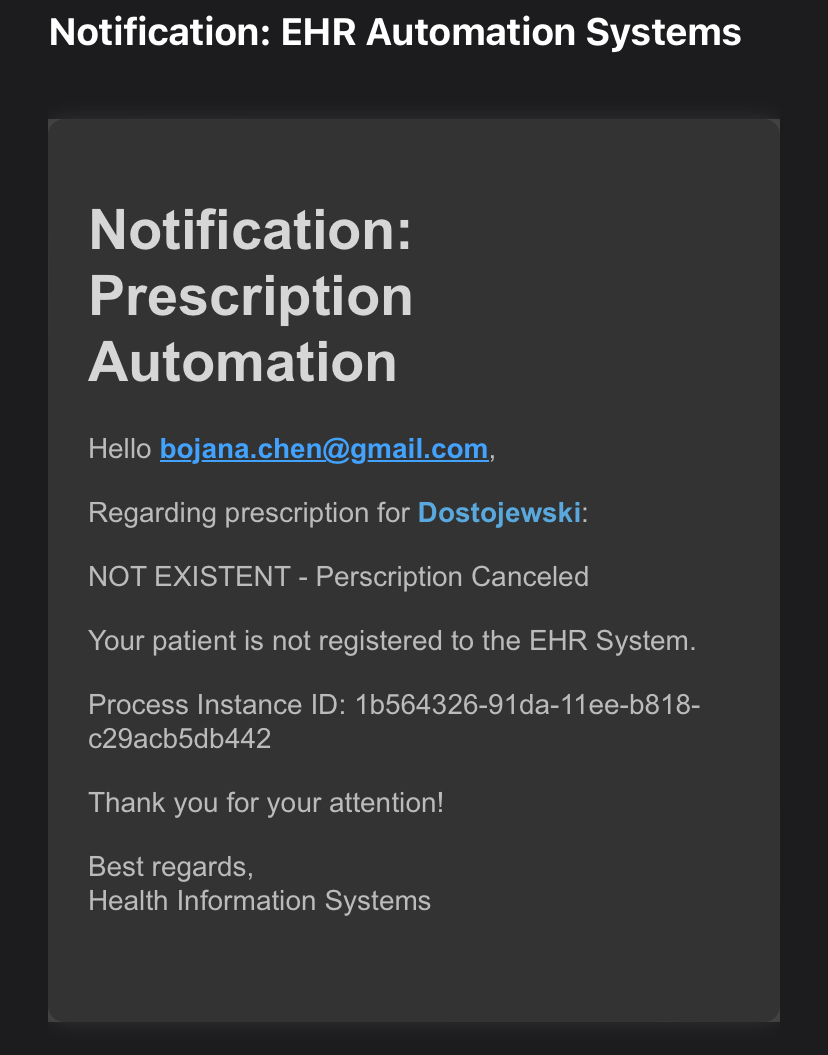 Notification: EHR Automation Systems
Notification:
Prescription
Automation
Hello bojana.chen@gmail.com,
Regarding prescription for Dostojewski:
NOT EXISTENT - Perscription Canceled
Your patient is not registered to the EHR System.
Process Instance ID: 1b564326-91da-11ee-b818-
c29acb5db442
Thank you for your attention!
Best regards,
Health Information Systems